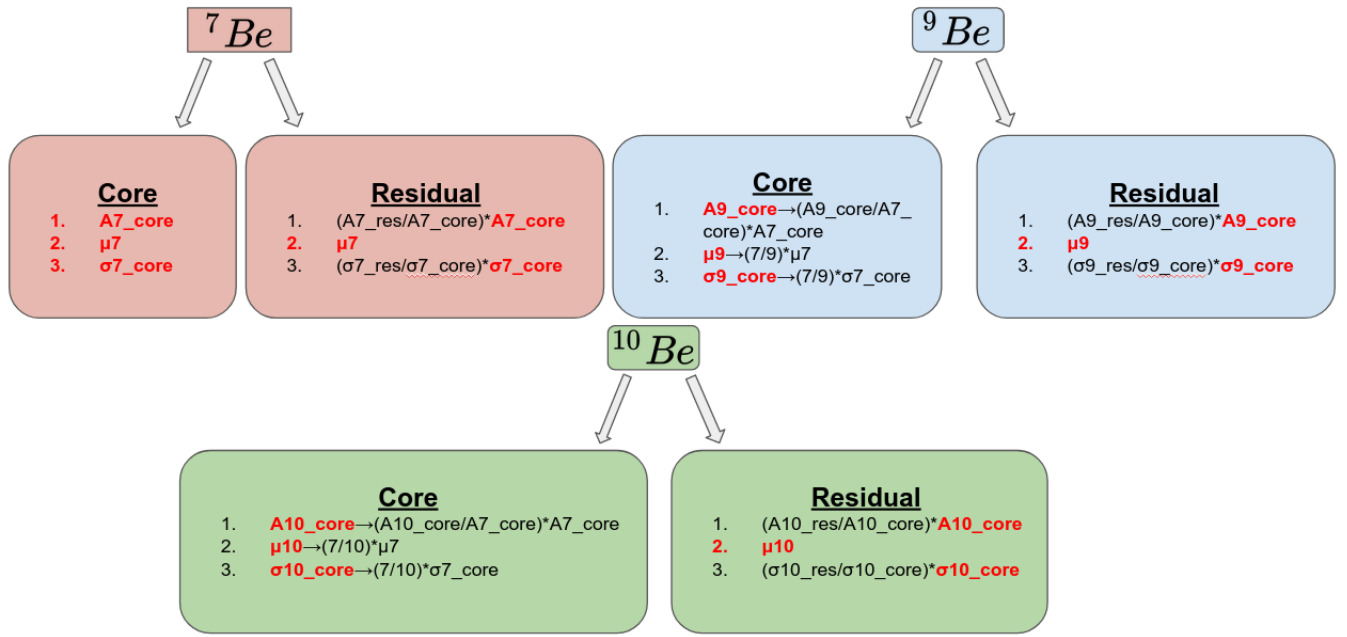 ⁷Be
Core
1. A7_core
2. μ7
3. σ7_core
Residual
1. (A7_res/A7_core)*A7_core
2. μ7
3. (σ7_res/σ7_core)*σ7_core
⁹Be
Core
1. A9_core→(A9_core/A7_
core)*A7_core
2. μ9→(7/9)*μ7
3. σ9_core→(7/9)*σ7_core
Residual
1. (A9_res/A9_core)*A9_core
2. μ9
3. (σ9_res/σ9_core)*σ9_core
¹⁰Be
Core
1. A10_core→(A10_core/A7_core)*A7_core
2. μ10→(7/10)*μ7
3. σ10_core→(7/10)*σ7_core
Residual
1. (A10_res/A10_core)*A10_core
2. μ10
3. (σ10_res/σ10_core)*σ10_core